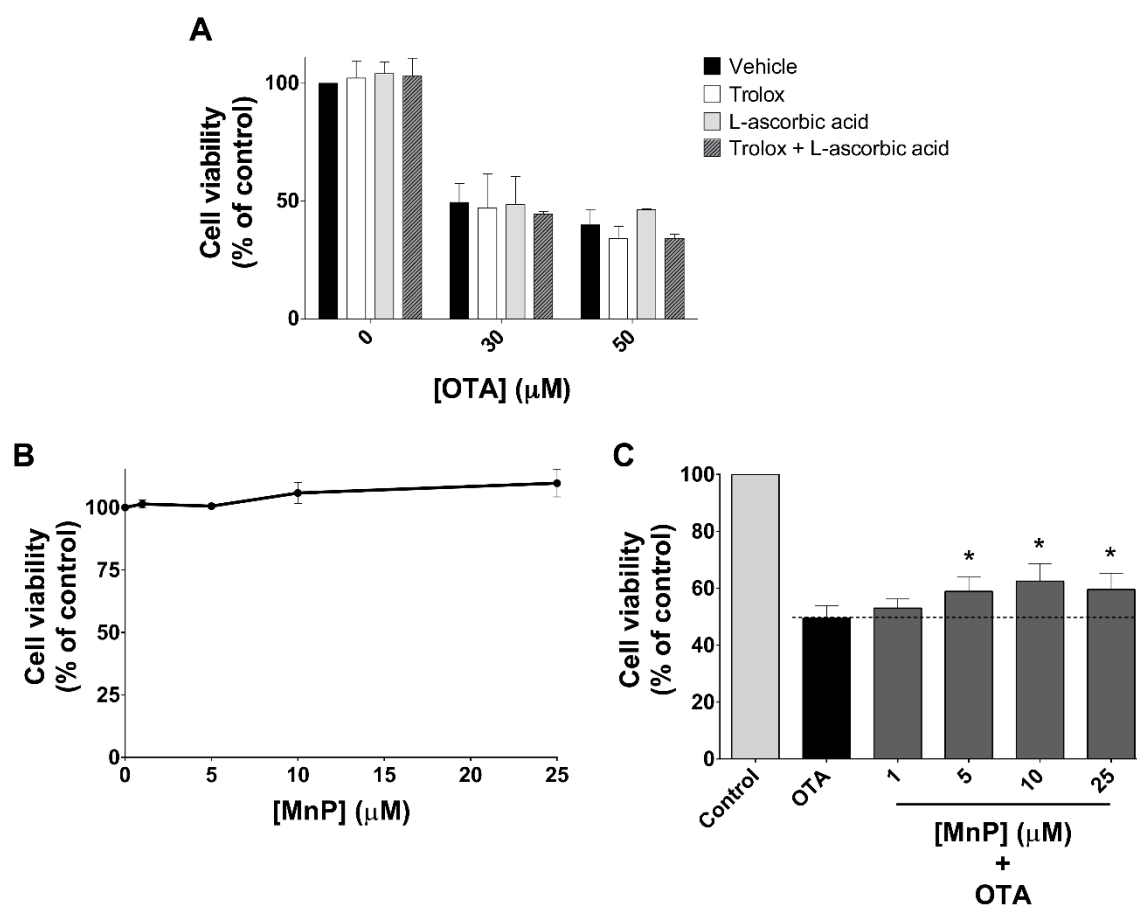 A
Vehicle
Trolox
L-ascorbic acid
Trolox + L-ascorbic acid
Cell viability
(% of control)
100
50
0
0
30
50
[OTA] (μM)
B
Cell viability
(% of control)
100
75
50
25
0
0
5
10
15
20
25
[MnP] (μM)
C
Cell viability
(% of control)
100
80
60
40
20
0
*
*
*
Control
OTA
1
5
10
25
[MnP] (μM)
+
OTA